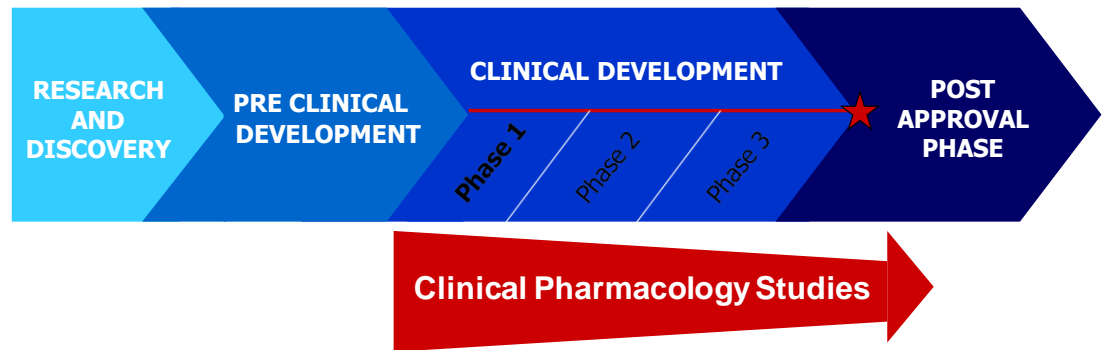 RESEARCH
AND
DISCOVERY
PRE CLINICAL
DEVELOPMENT
CLINICAL DEVELOPMENT
Phase 1
Phase 2
Phase 3
POST
APPROVAL
PHASE
Clinical Pharmacology Studies